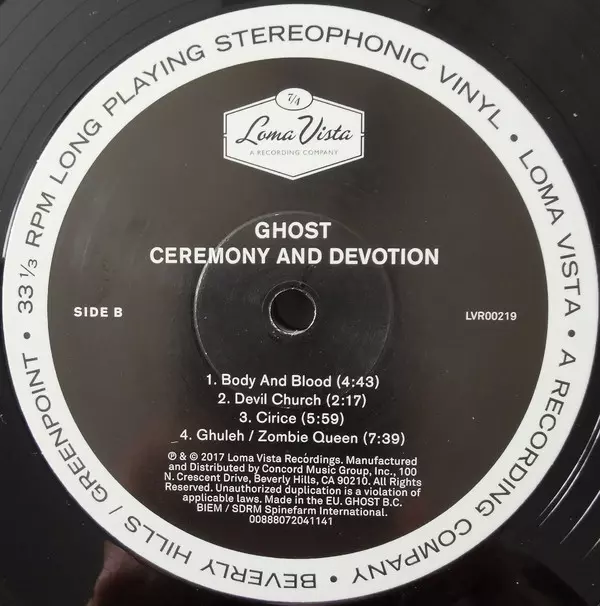 33 1/3 RPM LONG PLAYING STEREOPHONIC VINYL • LOMA VISTA • A RECORDING COMPANY • BEVERLY HILLS / GREENPOINT •
7/4
Loma Vista
A RECORDING COMPANY
GHOST
CEREMONY AND DEVOTION
SIDE B
LVR00219
1. Body And Blood (4:43)
2. Devil Church (2:17)
3. Cirice (5:59)
4. Ghuleh / Zombie Queen (7:39)
℗ & © 2017 Loma Vista Recordings. Manufactured
and Distributed by Concord Music Group, Inc., 100
N. Crescent Drive, Beverly Hills, CA 90210. All Rights
Reserved. Unauthorized duplication is a violation of
applicable laws. Made in the EU. GHOST B.C.
BIEM / SDRM Spinefarm International.
00888072041141